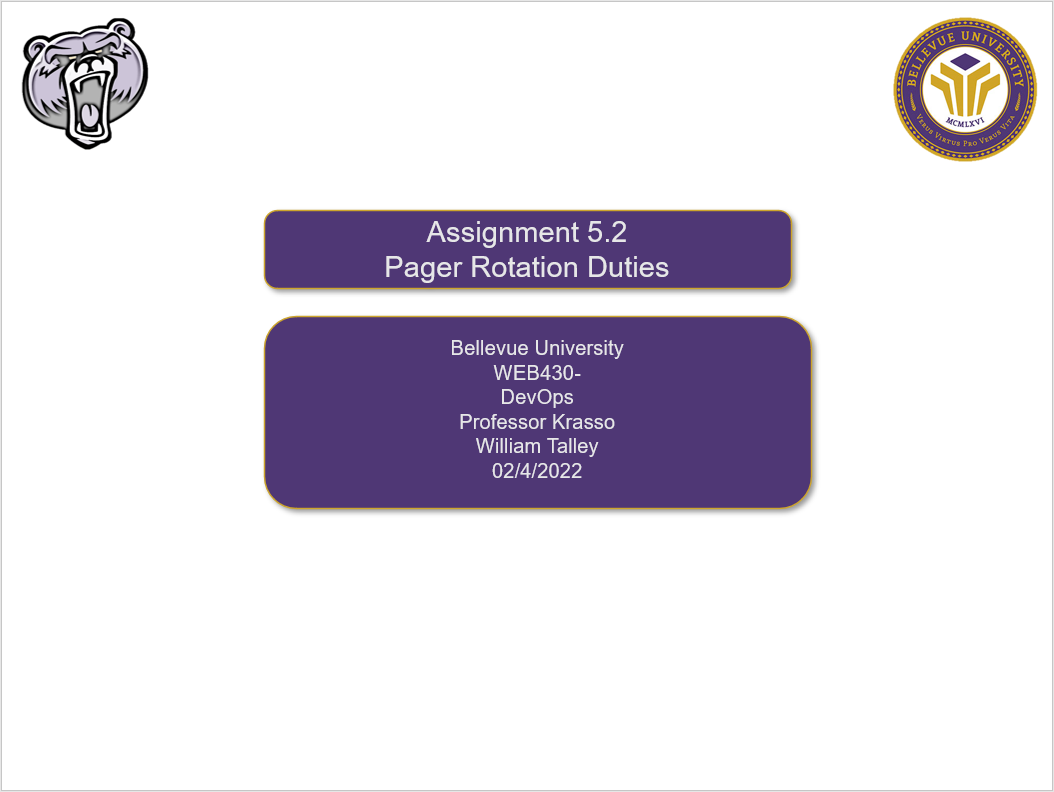 BELLEVUE UNIVERSITY
MCMLXVI
VERUS VIRTUS PRO VERUS VITA
Assignment 5.2
Pager Rotation Duties
Bellevue University
WEB430-
DevOps
Professor Krasso
William Talley
02/4/2022